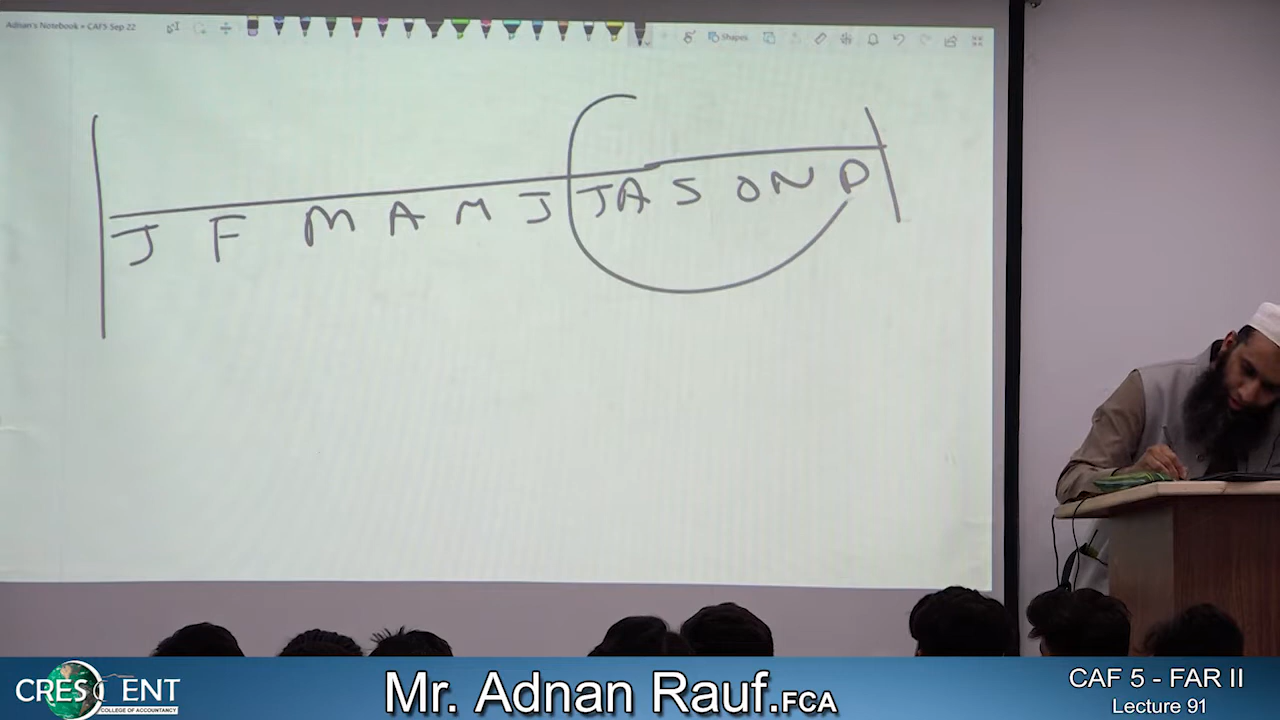 Adnan's Notebook » CAF5 Sep 22
Shapes
J F M A M J J A S O N D
CRESCENT
COLLEGE OF ACCOUNTANCY
Mr. Adnan Rauf.FCA
CAF 5 - FAR II
Lecture 91